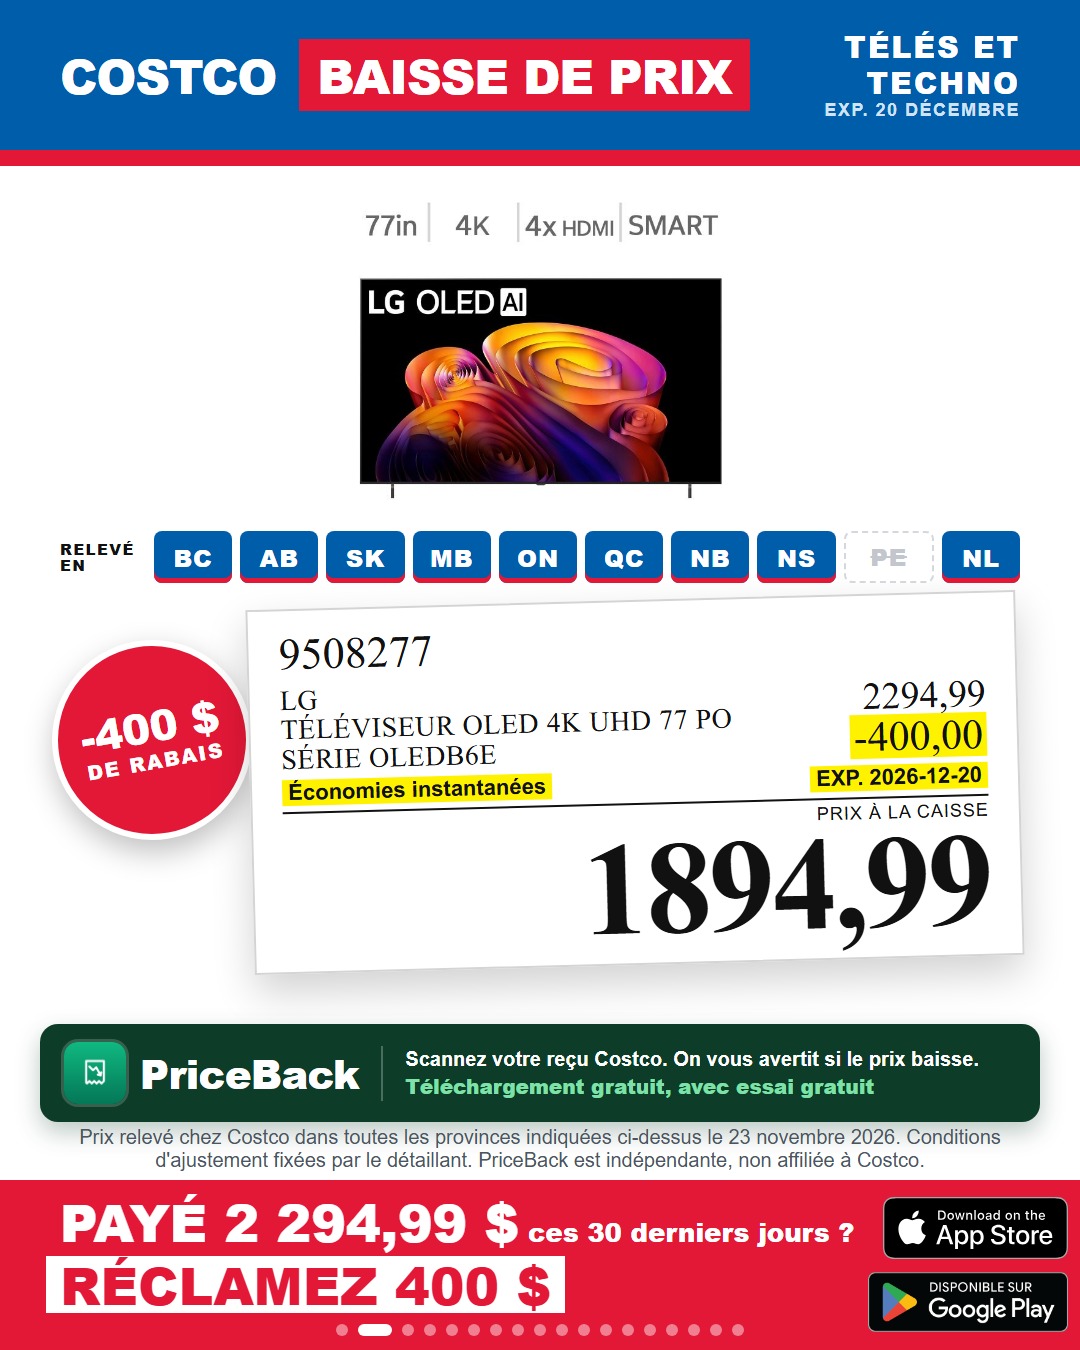 COSTCO BAISSE DE PRIX
TÉLÉS ET
TECHNO
EXP. 20 DÉCEMBRE
77in 4K 4x HDMI SMART
LG OLED AI
RELEVÉ
EN
BC AB SK MB ON QC NB NS PE NL
9508277
LG
TÉLÉVISEUR OLED 4K UHD 77 PO
SÉRIE OLEDB6E
Économies instantanées
2294,99
-400,00
EXP. 2026-12-20
PRIX À LA CAISSE
1894,99
-400 $
DE RABAIS
PriceBack
Scannez votre reçu Costco. On vous avertit si le prix baisse.
Téléchargement gratuit, avec essai gratuit
Prix relevé chez Costco dans toutes les provinces indiquées ci-dessus le 23 novembre 2026. Conditions
d'ajustement fixées par le détaillant. PriceBack est indépendante, non affiliée à Costco.
PAYÉ 2 294,99 $ ces 30 derniers jours ?
RÉCLAMEZ 400 $
Download on the
App Store
DISPONIBLE SUR
Google Play